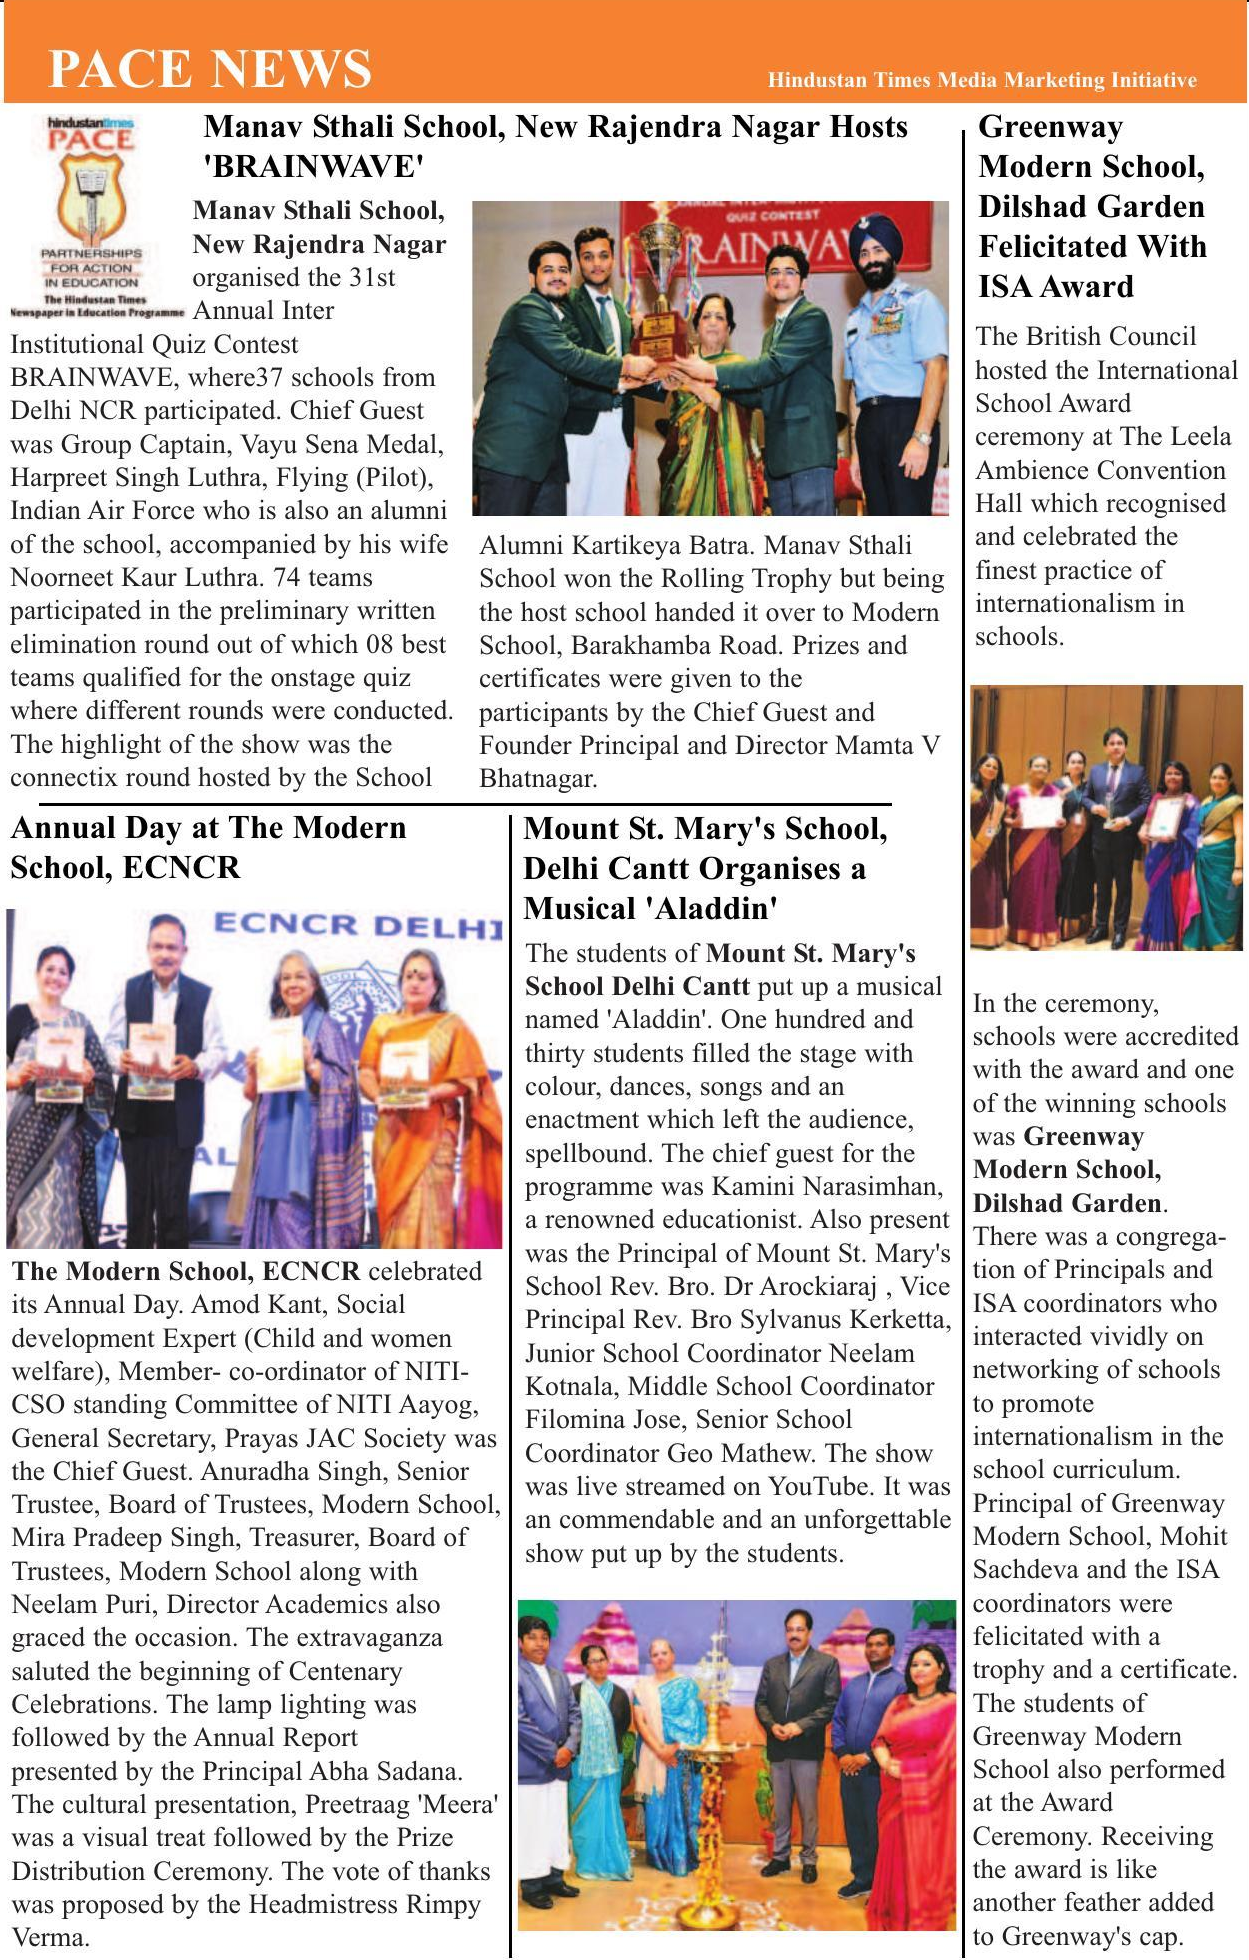 PACE NEWS
Hindustan Times Media Marketing Initiative
hindustantimes
PACE
PARTNERSHIPS
FOR ACTION
IN EDUCATION
The Hindustan Times
Newspaper in Education Programme
Manav Sthali School, New Rajendra Nagar Hosts
'BRAINWAVE'
Manav Sthali School,
New Rajendra Nagar
organised the 31st
Annual Inter
Institutional Quiz Contest
BRAINWAVE, where37 schools from
Delhi NCR participated. Chief Guest
was Group Captain, Vayu Sena Medal,
Harpreet Singh Luthra, Flying (Pilot),
Indian Air Force who is also an alumni
of the school, accompanied by his wife
Noorneet Kaur Luthra. 74 teams
participated in the preliminary written
elimination round out of which 08 best
teams qualified for the onstage quiz
where different rounds were conducted.
The highlight of the show was the
connectix round hosted by the School
QUIZ CONTEST
RAINWAV
Alumni Kartikeya Batra. Manav Sthali
School won the Rolling Trophy but being
the host school handed it over to Modern
School, Barakhamba Road. Prizes and
certificates were given to the
participants by the Chief Guest and
Founder Principal and Director Mamta V
Bhatnagar.
Annual Day at The Modern
School, ECNCR
ECNCR DELHI
The Modern School, ECNCR celebrated
its Annual Day. Amod Kant, Social
development Expert (Child and women
welfare), Member- co-ordinator of NITI-
CSO standing Committee of NITI Aayog,
General Secretary, Prayas JAC Society was
the Chief Guest. Anuradha Singh, Senior
Trustee, Board of Trustees, Modern School,
Mira Pradeep Singh, Treasurer, Board of
Trustees, Modern School along with
Neelam Puri, Director Academics also
graced the occasion. The extravaganza
saluted the beginning of Centenary
Celebrations. The lamp lighting was
followed by the Annual Report
presented by the Principal Abha Sadana.
The cultural presentation, Preetraag 'Meera'
was a visual treat followed by the Prize
Distribution Ceremony. The vote of thanks
was proposed by the Headmistress Rimpy
Verma.
Mount St. Mary's School,
Delhi Cantt Organises a
Musical 'Aladdin'
The students of Mount St. Mary's
School Delhi Cantt put up a musical
named 'Aladdin'. One hundred and
thirty students filled the stage with
colour, dances, songs and an
enactment which left the audience,
spellbound. The chief guest for the
programme was Kamini Narasimhan,
a renowned educationist. Also present
was the Principal of Mount St. Mary's
School Rev. Bro. Dr Arockiaraj , Vice
Principal Rev. Bro Sylvanus Kerketta,
Junior School Coordinator Neelam
Kotnala, Middle School Coordinator
Filomina Jose, Senior School
Coordinator Geo Mathew. The show
was live streamed on YouTube. It was
an commendable and an unforgettable
show put up by the students.
Greenway
Modern School,
Dilshad Garden
Felicitated With
ISA Award
The British Council
hosted the International
School Award
ceremony at The Leela
Ambience Convention
Hall which recognised
and celebrated the
finest practice of
internationalism in
schools.
In the ceremony,
schools were accredited
with the award and one
of the winning schools
was Greenway
Modern School,
Dilshad Garden.
There was a congrega-
tion of Principals and
ISA coordinators who
interacted vividly on
networking of schools
to promote
internationalism in the
school curriculum.
Principal of Greenway
Modern School, Mohit
Sachdeva and the ISA
coordinators were
felicitated with a
trophy and a certificate.
The students of
Greenway Modern
School also performed
at the Award
Ceremony. Receiving
the award is like
another feather added
to Greenway's cap.